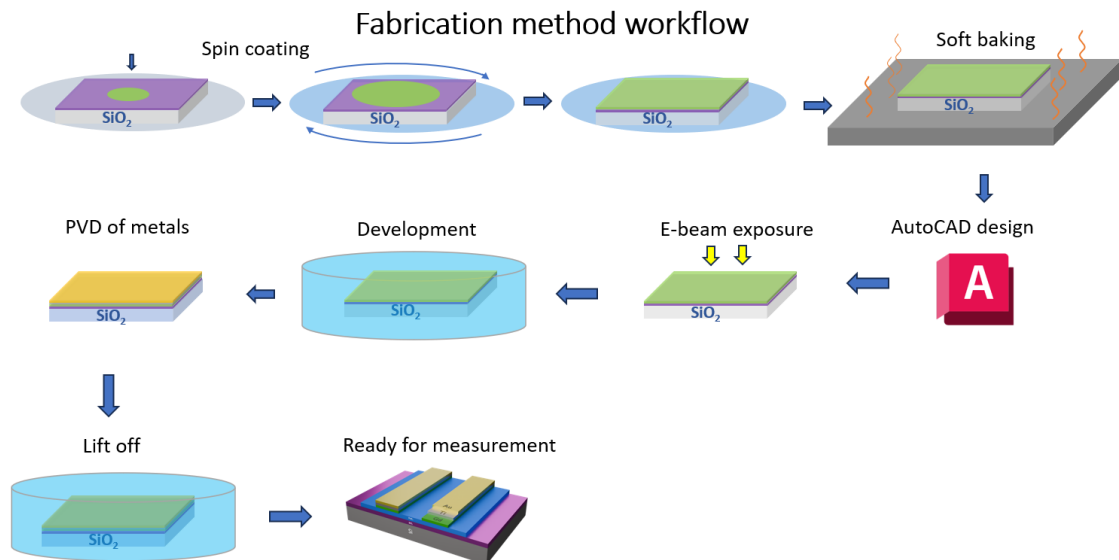 Fabrication method workflow
Spin coating
Soft baking
SiO₂
SiO₂
SiO₂
SiO₂
PVD of metals
Development
E-beam exposure
AutoCAD design
A
SiO₂
SiO₂
SiO₂
Lift off
Ready for measurement
SiO₂
Au